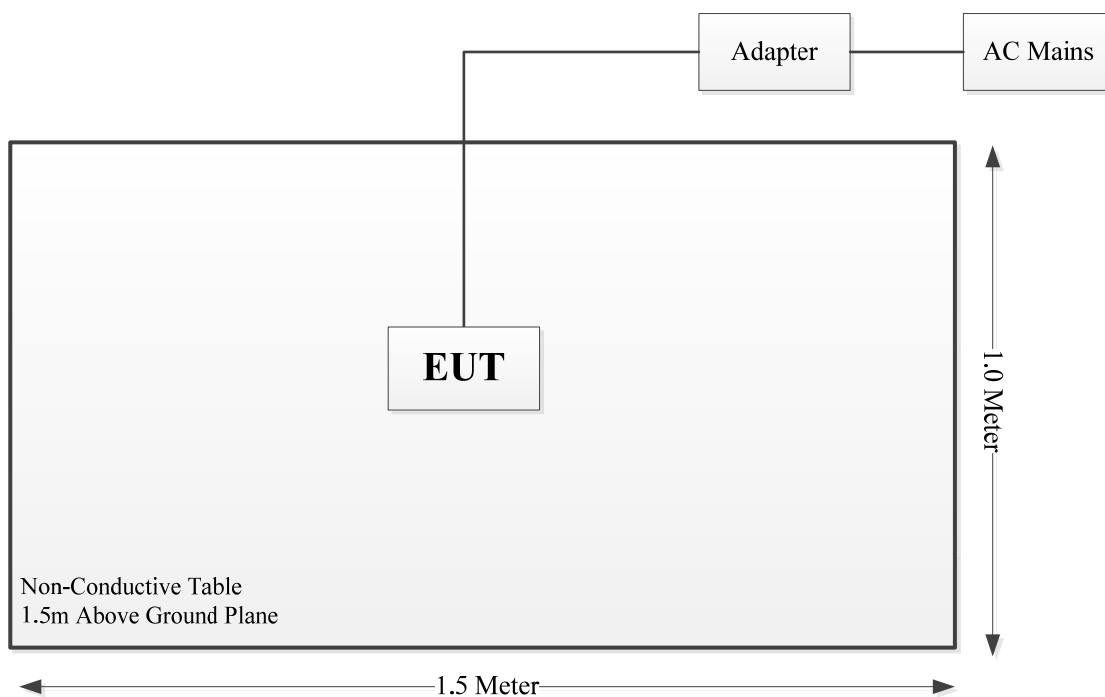 Adapter
AC Mains
EUT
1.0 Meter
Non-Conductive Table
1.5m Above Ground Plane
1.5 Meter